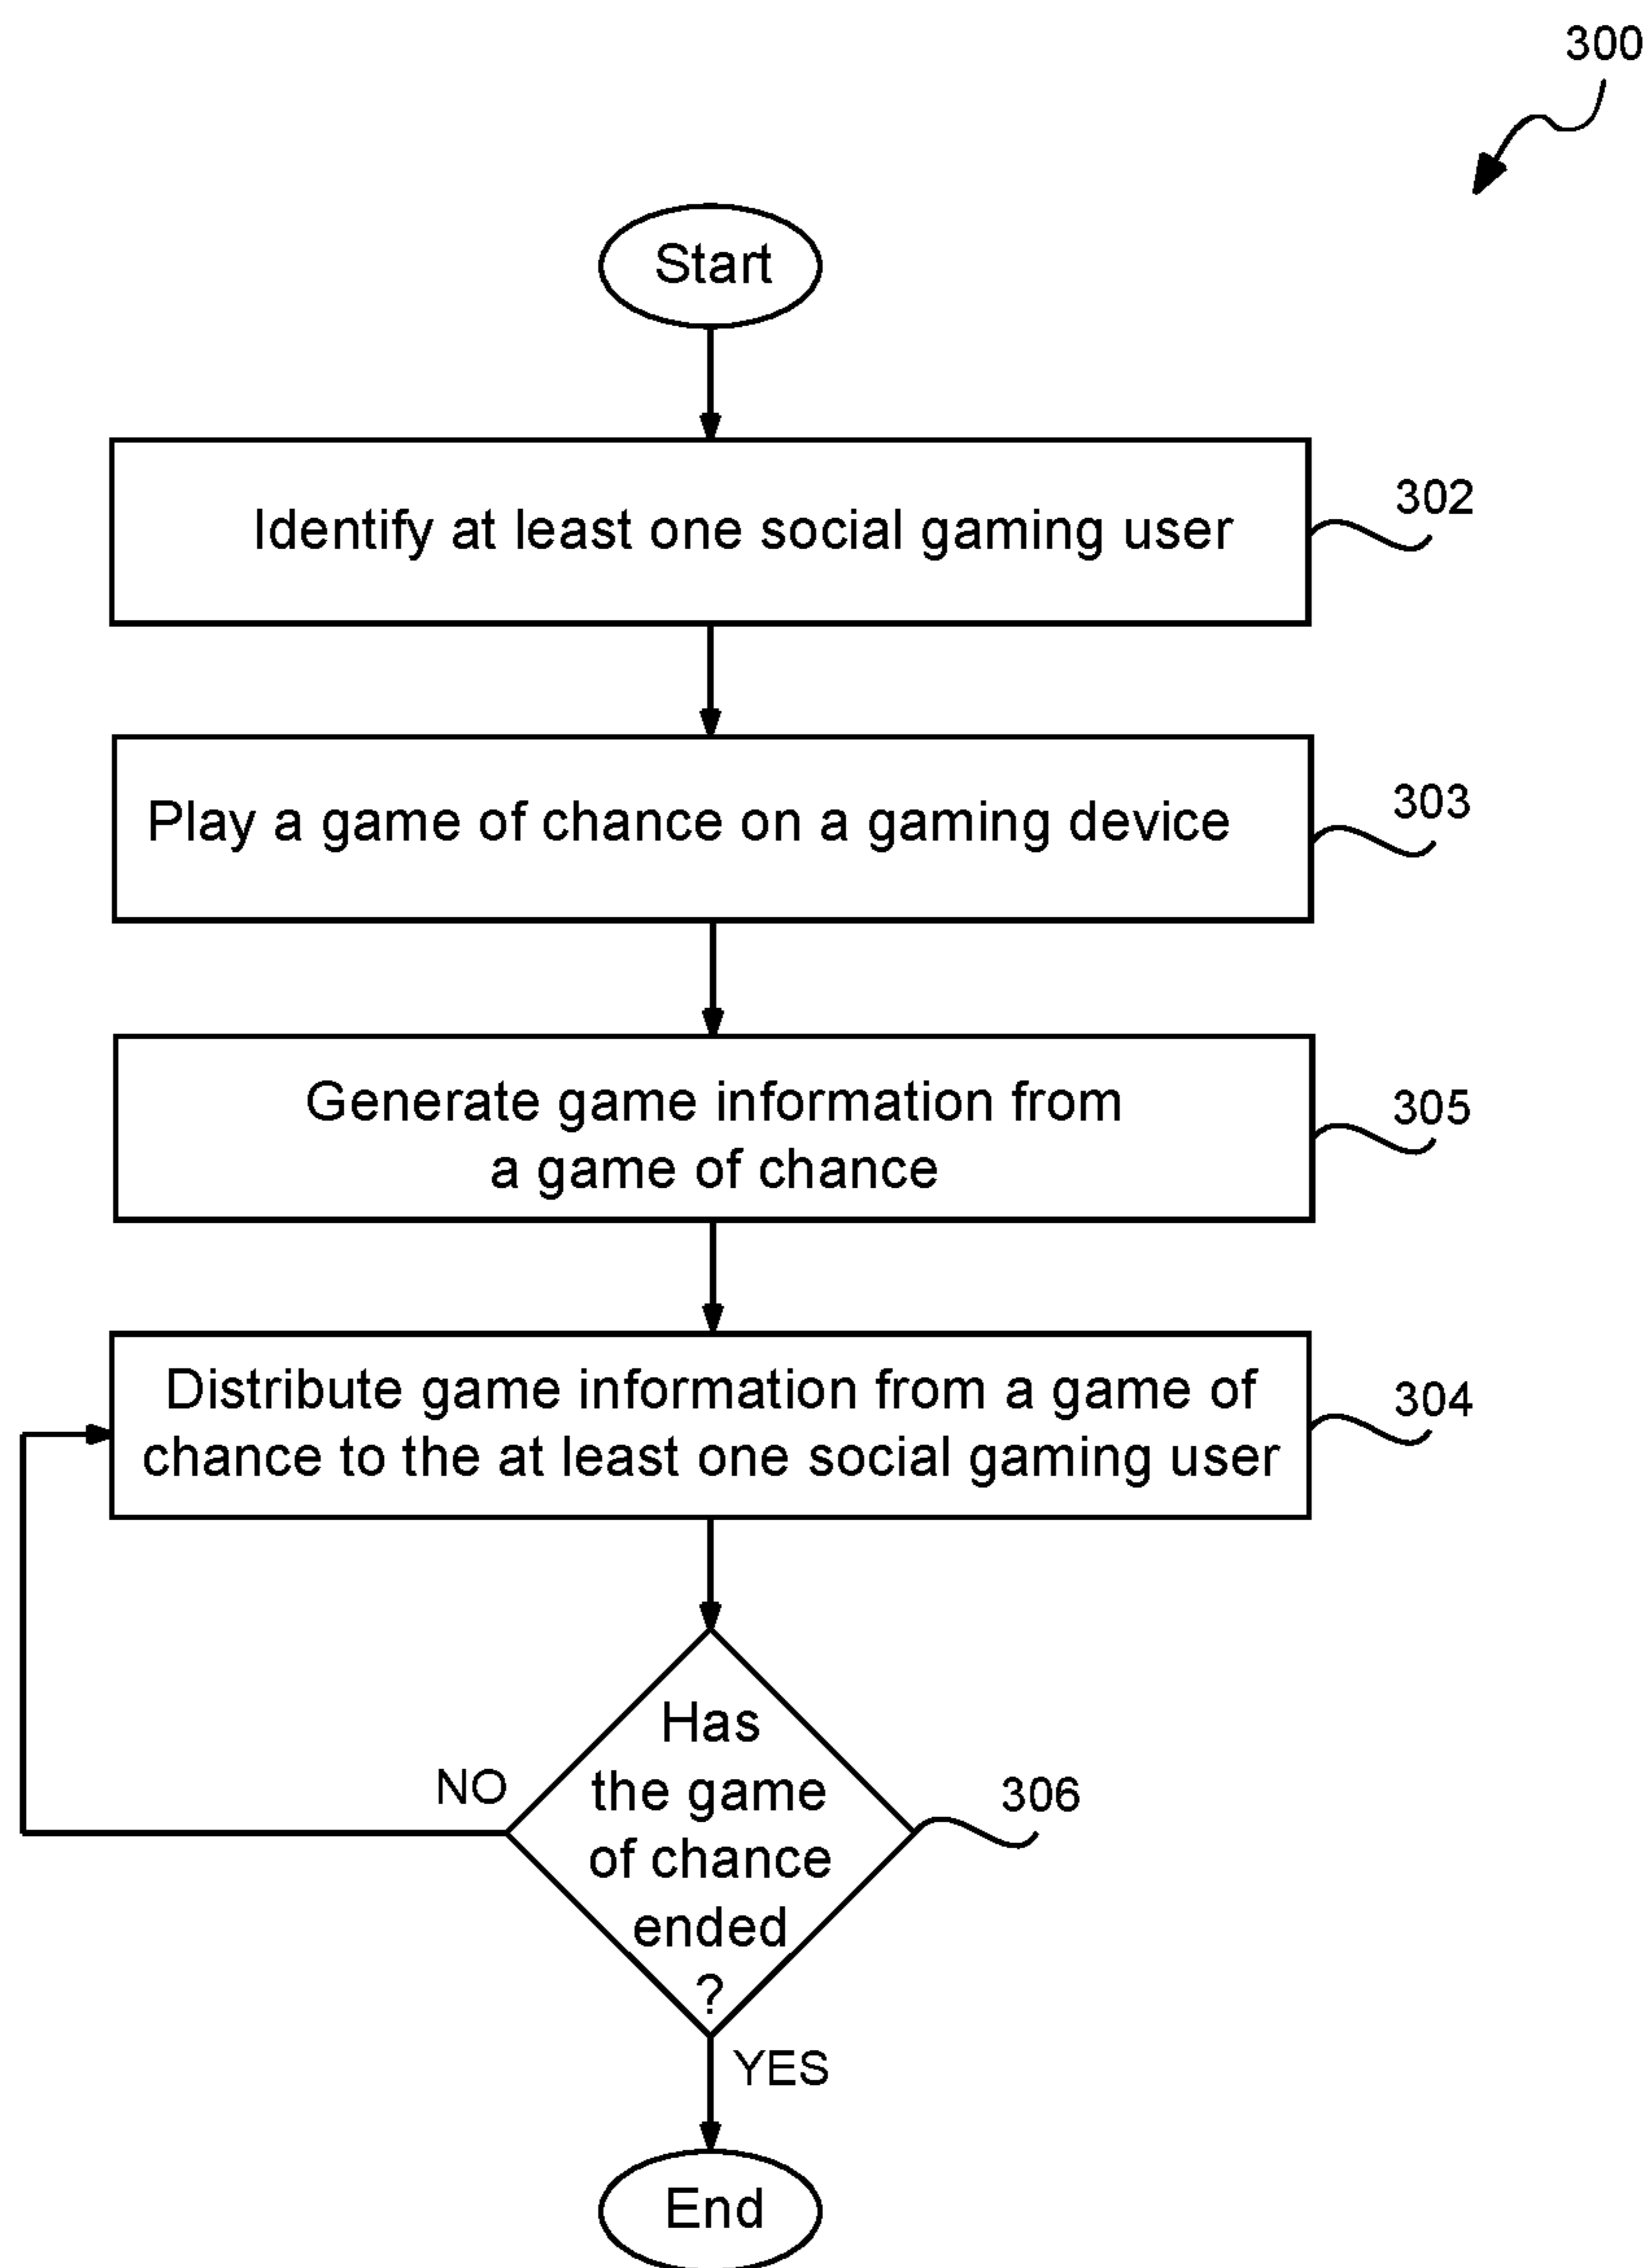 300
Start
Identify at least one social gaming user
302
Play a game of chance on a gaming device
303
Generate game information from
a game of chance
305
Distribute game information from a game of
chance to the at least one social gaming user
304
Has
the game
of chance
ended
?
NO
306
YES
End